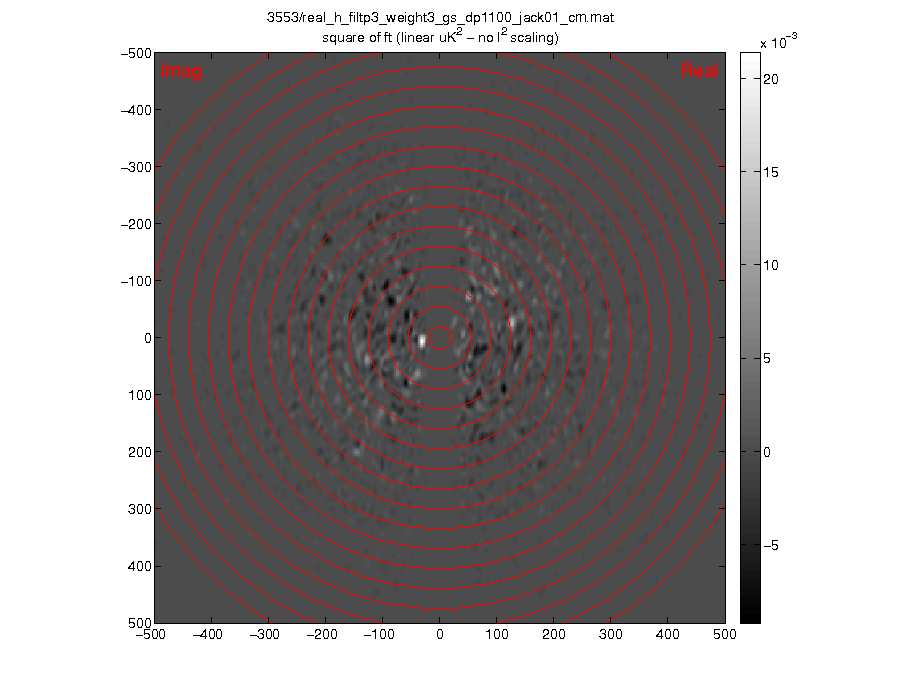 3553/real_h_filtp3_weight3_gs_dp1100_jack01_cm.mat
square of ft (linear uK² – no l² scaling)
x 10⁻³
Imag
Real
−500
−400
−300
−200
−100
0
100
200
300
400
500
−500 −400 −300 −200 −100 0 100 200 300 400 500
20
15
10
5
0
−5